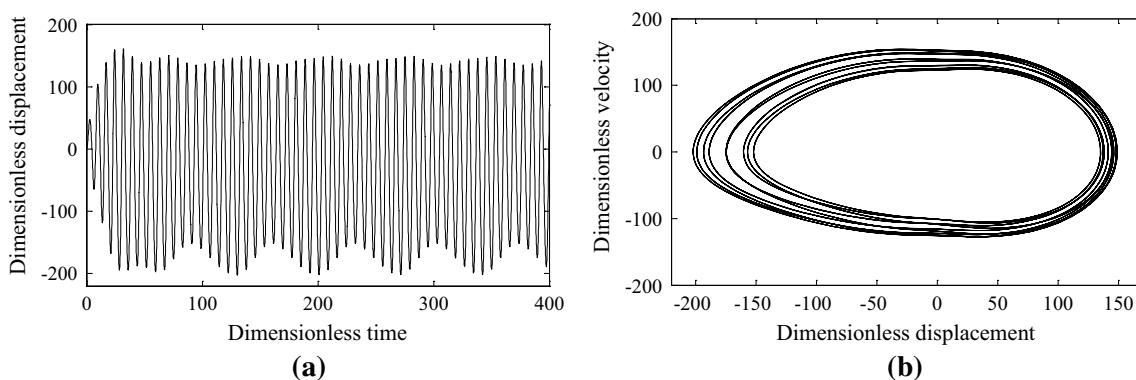 Dimensionless displacement
200
100
0
-100
-200
0 100 200 300 400
Dimensionless time
(a)
Dimensionless velocity
200
100
0
-100
-200
-200 -150 -100 -50 0 50 100 150
Dimensionless displacement
(b)